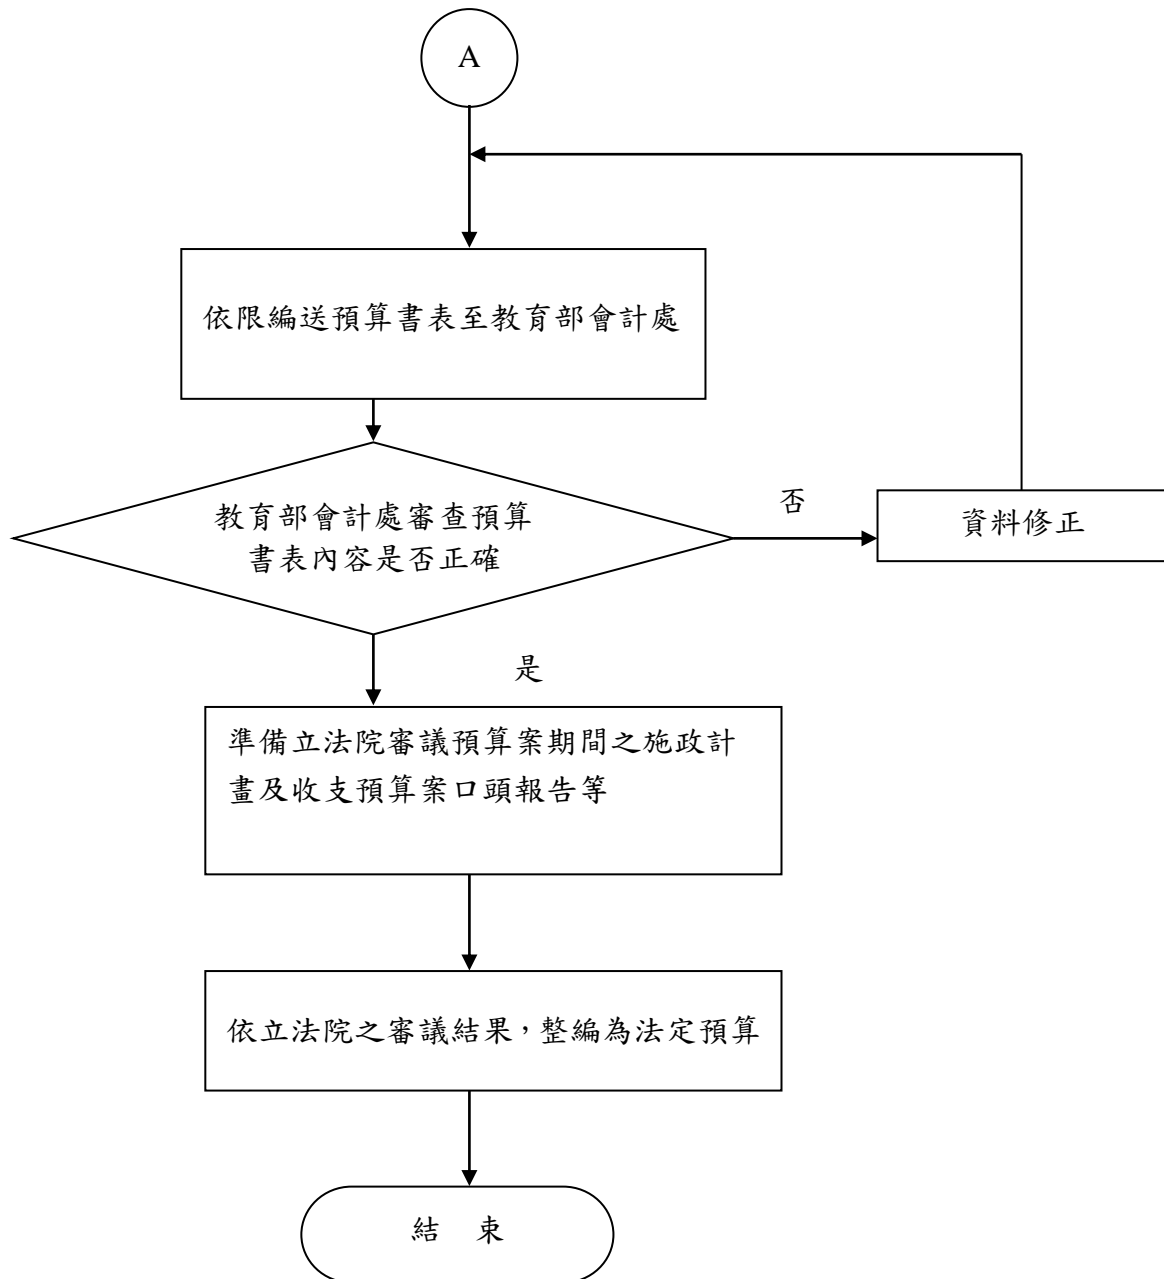 A
依限編送預算書表至教育部會計處
教育部會計處審查預算
書表內容是否正確
否
資料修正
是
準備立法院審議預算案期間之施政計
畫及收支預算案口頭報告等
依立法院之審議結果，整編為法定預算
結 束